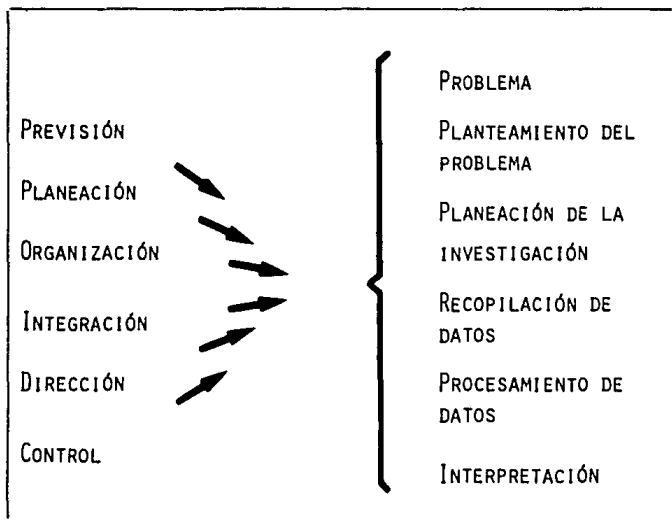 PREVISIÓN
PLANEACIÓN
ORGANIZACIÓN
INTEGRACIÓN
DIRECCIÓN
CONTROL
PROBLEMA
PLANTEAMIENTO DEL
PROBLEMA
PLANEACIÓN DE LA
INVESTIGACIÓN
RECOPILACIÓN DE
DATOS
PROCESAMIENTO DE
DATOS
INTERPRETACIÓN